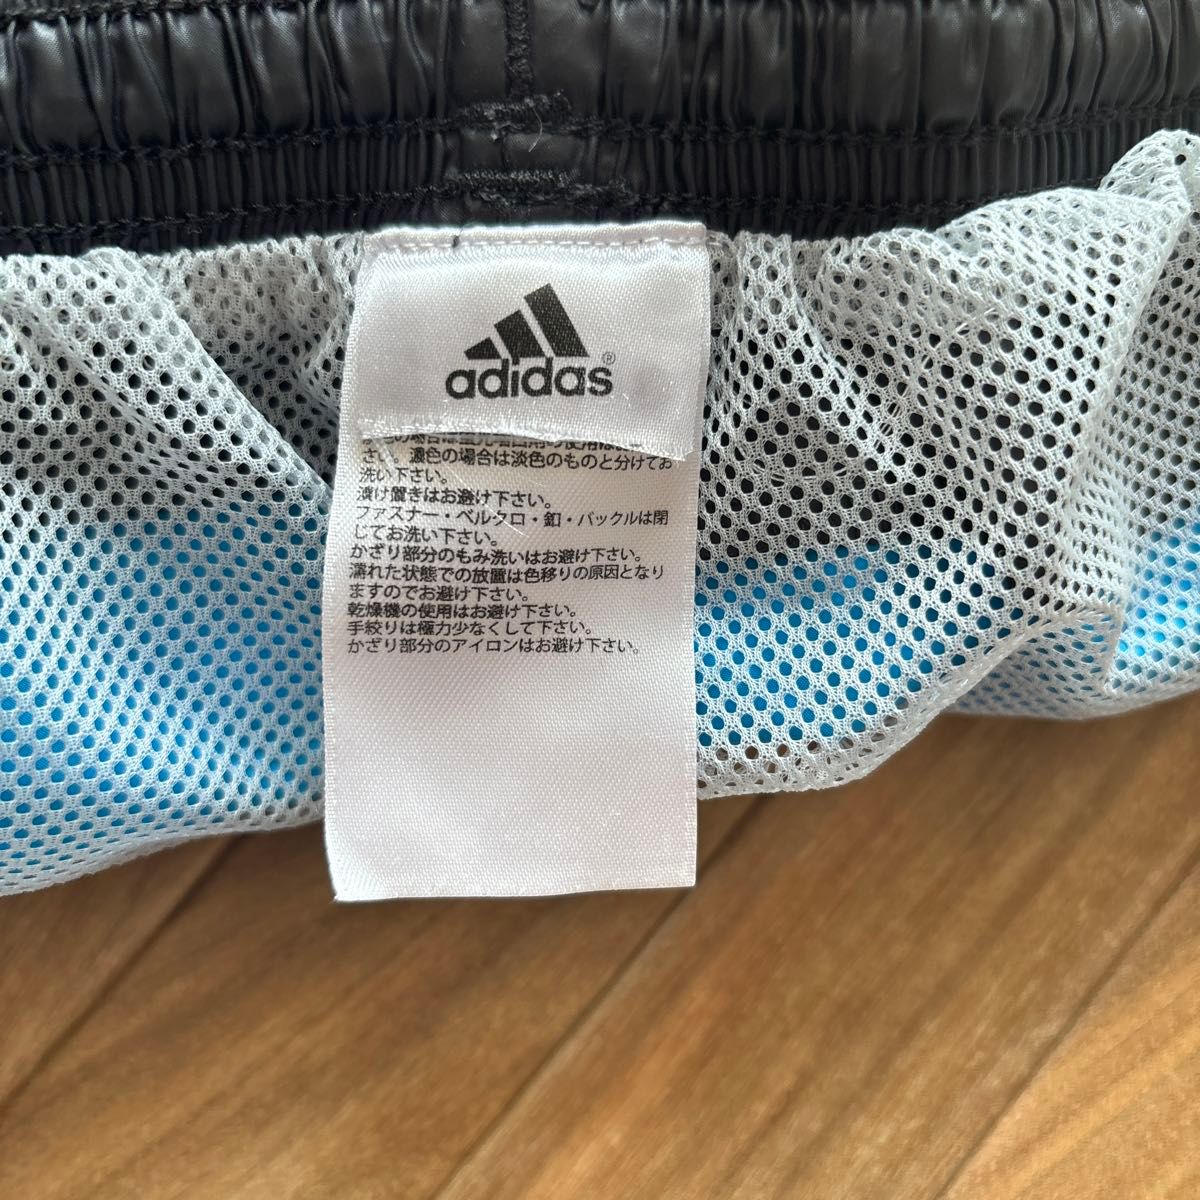 adidas®
さい。濃色の場合は淡色のものと分けてお
洗い下さい。
漬け置きはお避け下さい。
ファスナー・ベルクロ・釦・バックルは閉
じてお洗い下さい。
かざり部分のもみ洗いはお避け下さい。
濡れた状態での放置は色移りの原因となり
ますのでお避け下さい。
乾燥機の使用はお避け下さい。
手絞りは極力少なくして下さい。
かざり部分のアイロンはお避け下さい。